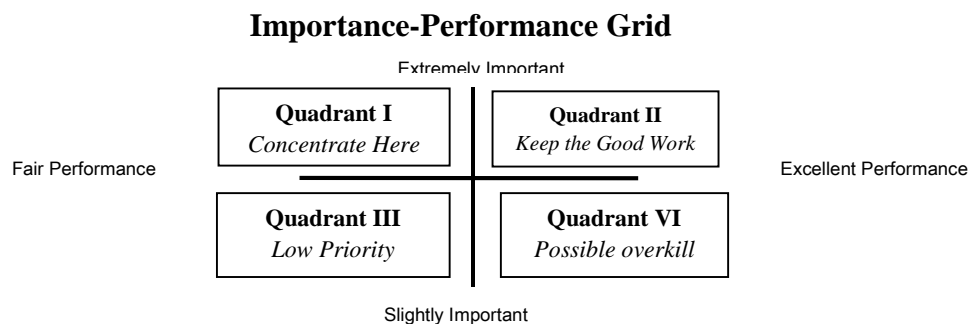 Importance-Performance Grid
Extremely Important
Quadrant I
Concentrate Here
Quadrant II
Keep the Good Work
Fair Performance
Excellent Performance
Quadrant III
Low Priority
Quadrant VI
Possible overkill
Slightly Important